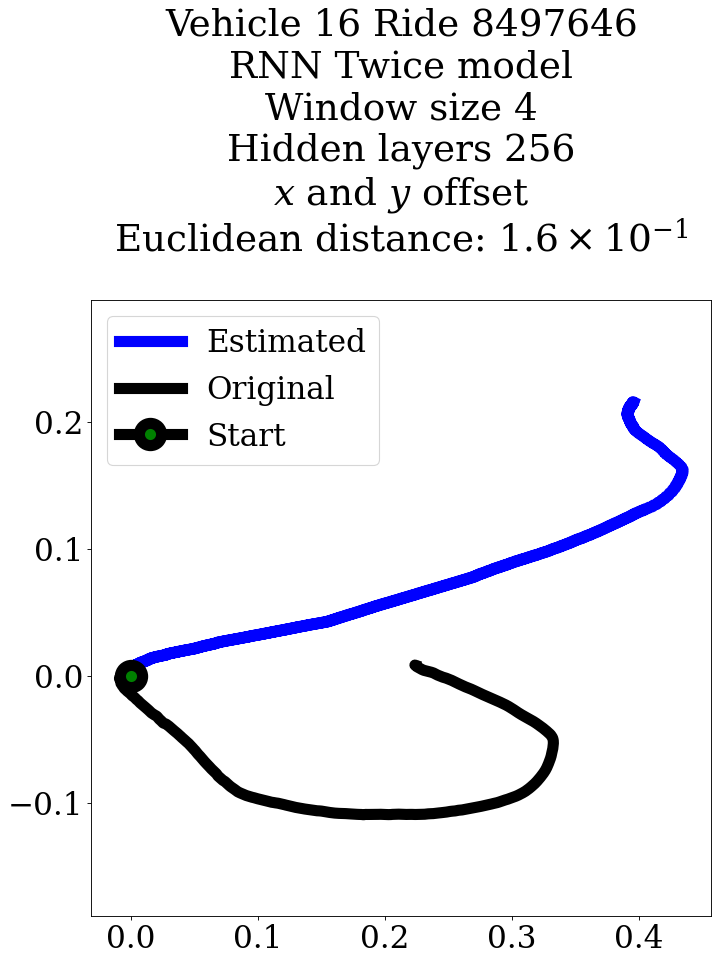 Vehicle 16 Ride 8497646
RNN Twice model
Window size 4
Hidden layers 256
x and y offset
Euclidean distance: 1.6 × 10⁻¹
Estimated
Original
Start
0.2
0.1
0.0
−0.1
0.0 0.1 0.2 0.3 0.4